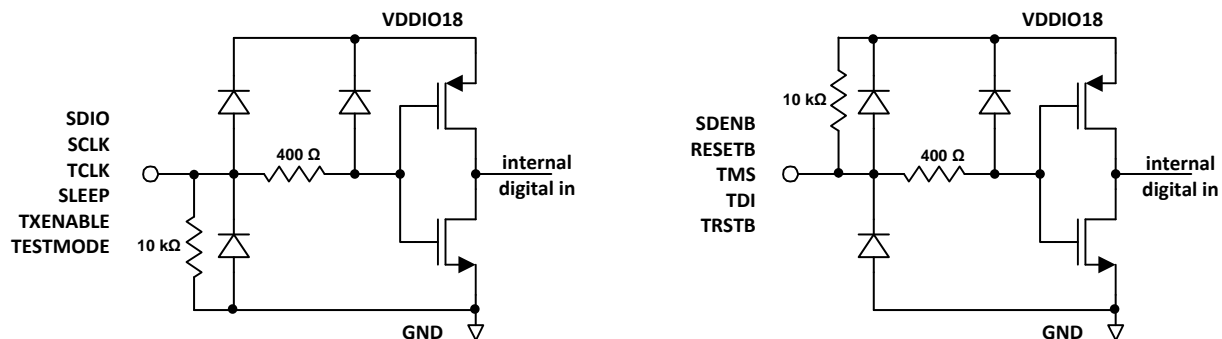 VDDIO18
SDIO
SCLK
TCLK
SLEEP
TXENABLE
TESTMODE
10 kΩ
400 Ω
internal
digital in
GND
VDDIO18
10 kΩ
SDENB
RESETB
TMS
TDI
TRSTB
400 Ω
internal
digital in
GND